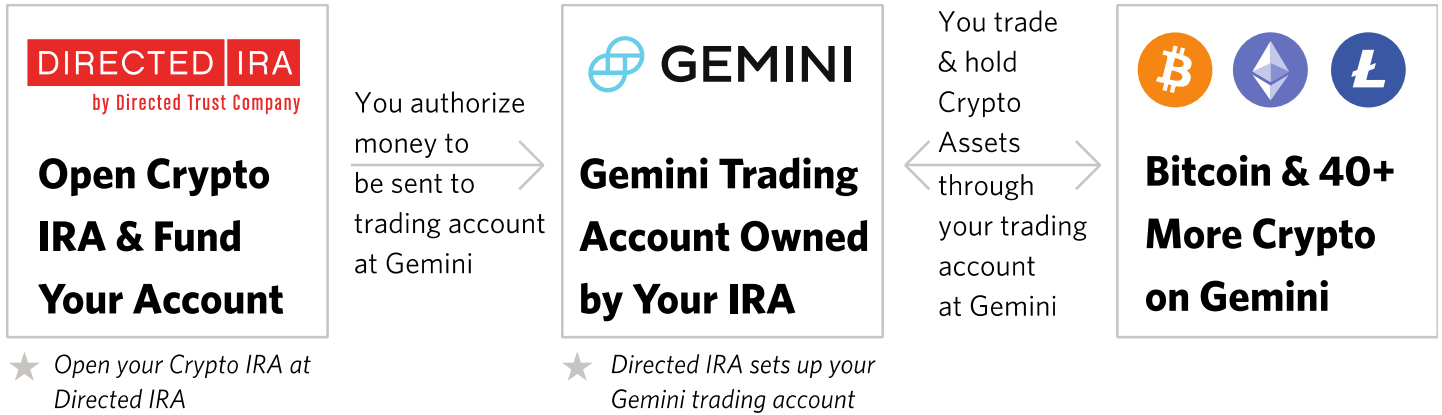 DIRECTED IRA
by Directed Trust Company
Open Crypto
IRA & Fund
Your Account
Open your Crypto IRA at
Directed IRA
You authorize
money to
be sent to
trading account
at Gemini
GEMINI
Gemini Trading
Account Owned
by Your IRA
Directed IRA sets up your
Gemini trading account
You trade
& hold
Crypto
Assets
through
your trading
account
at Gemini
Bitcoin & 40+
More Crypto
on Gemini